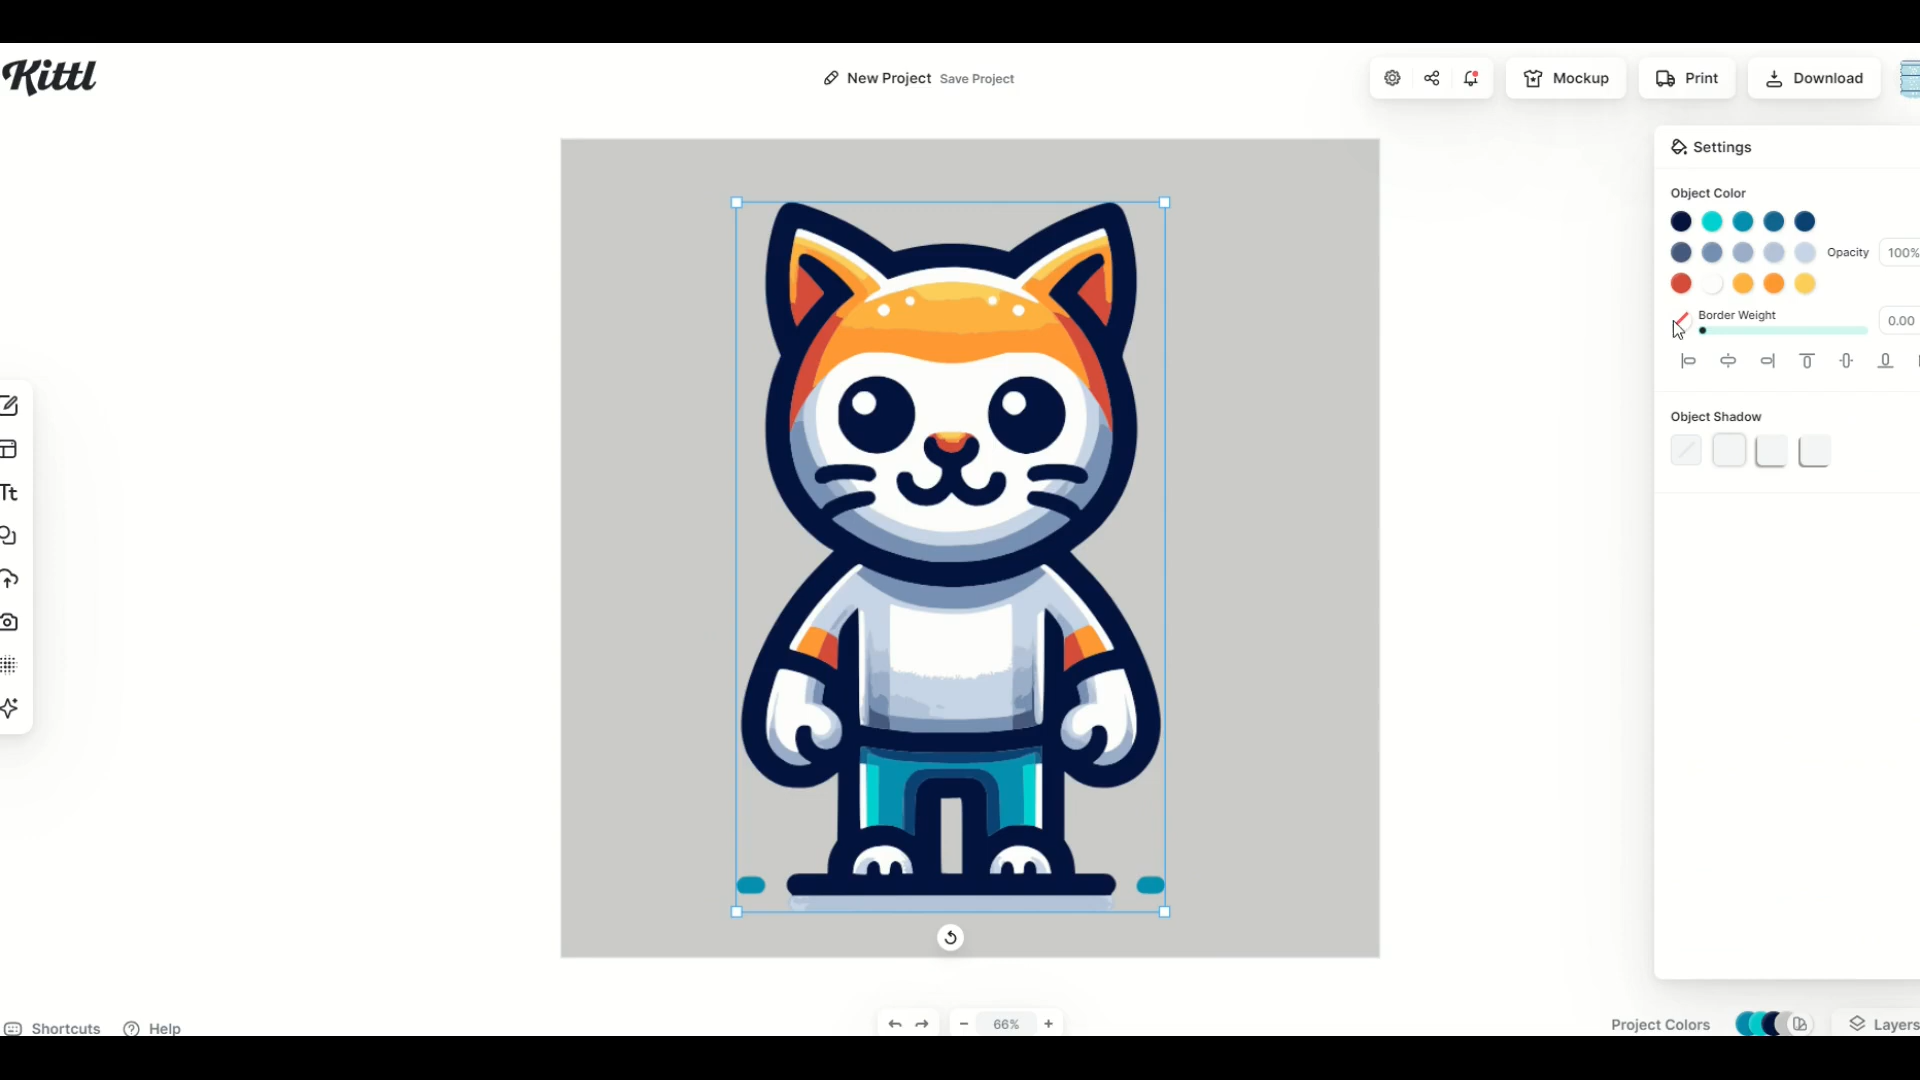 Kittl
New Project Save Project
Mockup
Print
Download
Settings
Object Color
Opacity 100%
Border Weight 0.00
Object Shadow
Tt
Shortcuts
Help
66%
Project Colors
Layers